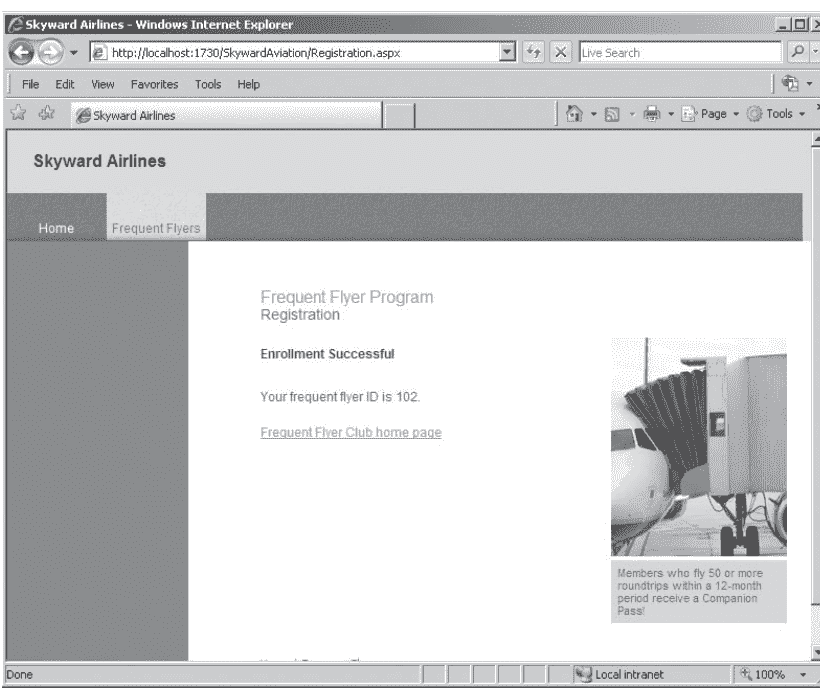 Skyward Airlines - Windows Internet Explorer
http://localhost:1730/SkywardAviation/Registration.aspx
Live Search
File Edit View Favorites Tools Help
Skyward Airlines
Page Tools
Skyward Airlines
Home Frequent Flyers
Frequent Flyer Program
Registration
Enrollment Successful
Your frequent flyer ID is 102.
Frequent Flyer Club home page
Members who fly 50 or more
roundtrips within a 12-month
period receive a Companion
Pass!
Done Local intranet 100%